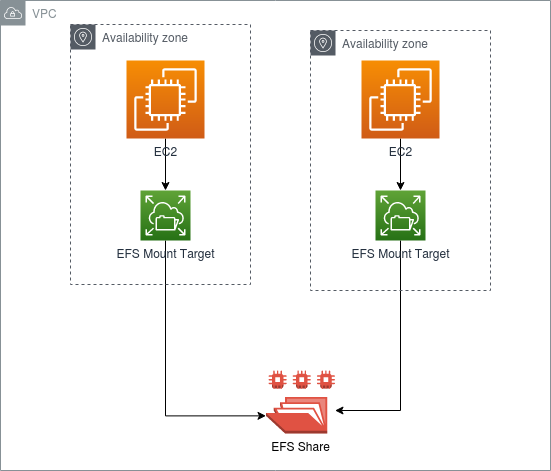 VPC
Availability zone
Availability zone
EC2
EC2
EFS Mount Target
EFS Mount Target
EFS Share